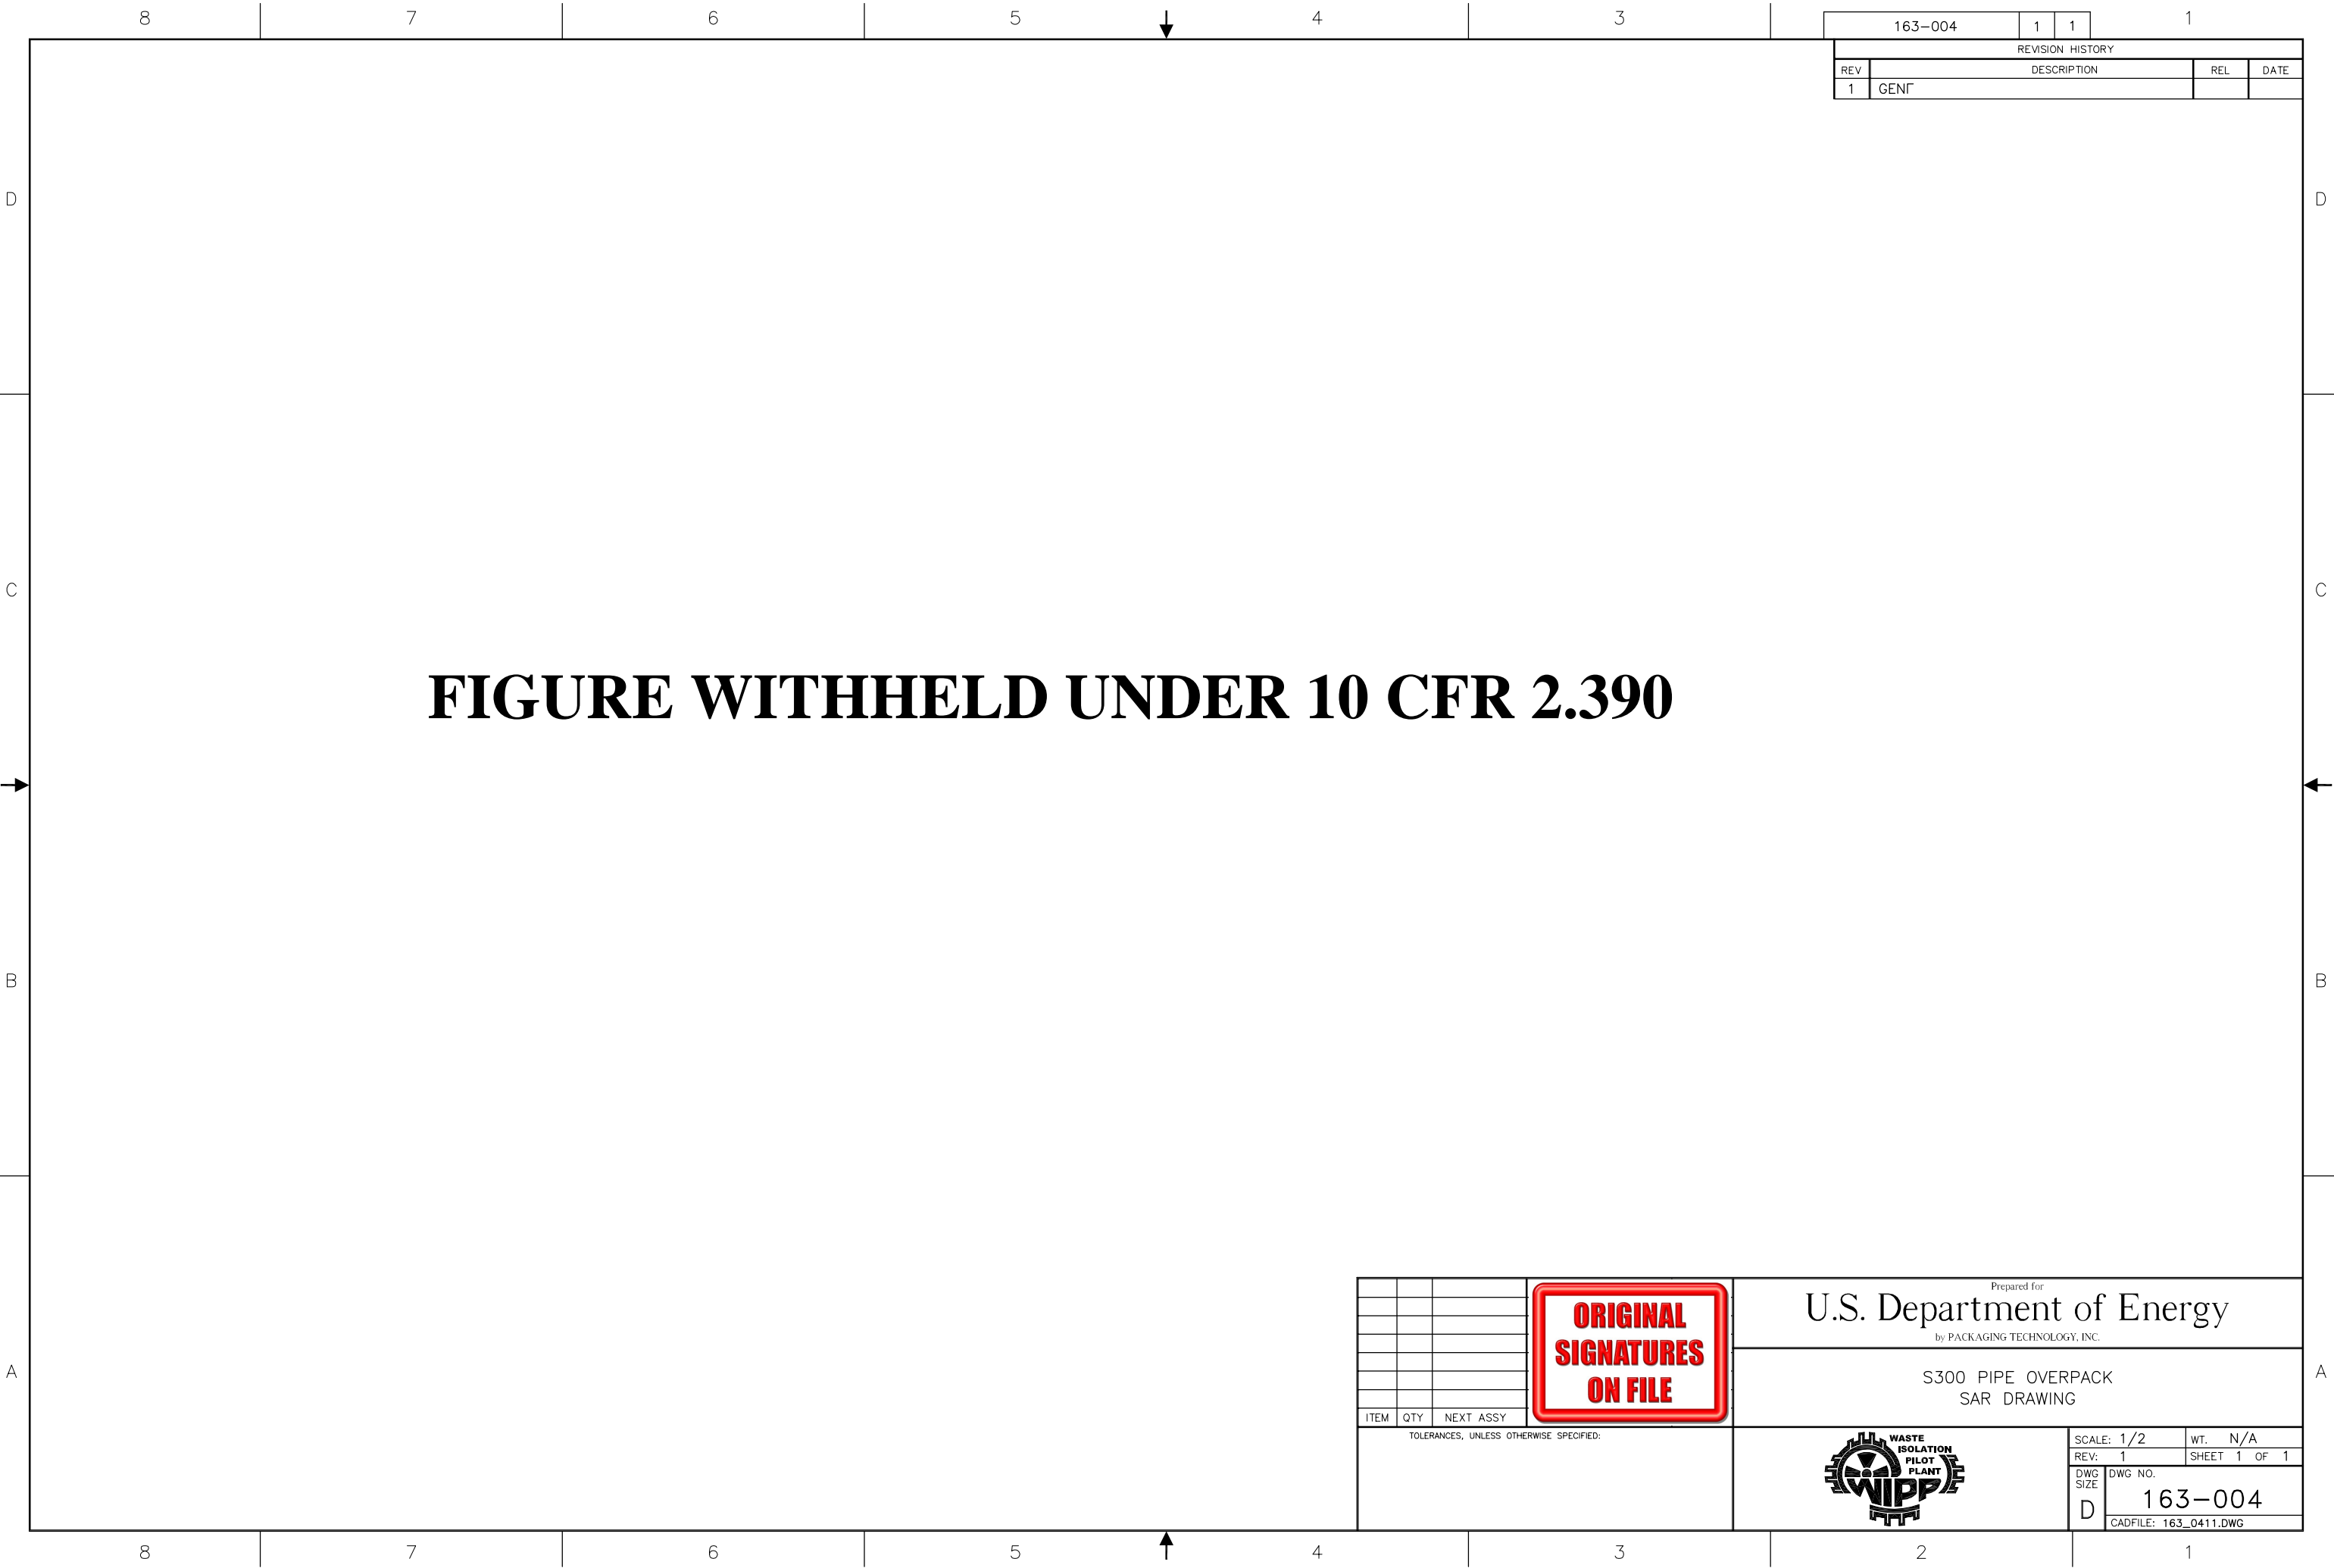 8 7 6 5 4 3 1
163-004 1 1
REVISION HISTORY
REV DESCRIPTION REL DATE
1
D D
C C
FIGURE WITHHELD UNDER 10 CFR 2.390
B B
A A
ORIGINAL
SIGNATURES
ON FILE
ITEM QTY NEXT ASSY
TOLERANCES, UNLESS OTHERWISE SPECIFIED:
Prepared for
U.S. Department of Energy
by PACKAGING TECHNOLOGY, INC.
S300 PIPE OVERPACK
SAR DRAWING
WASTE
ISOLATION
PILOT
PLANT
WIPP
SCALE: 1/2 WT. N/A
REV: 1 SHEET 1 OF 1
DWG SIZE D
DWG NO.
163-004
CADFILE: 163_0411.DWG
8 7 6 5 4 3 2 1